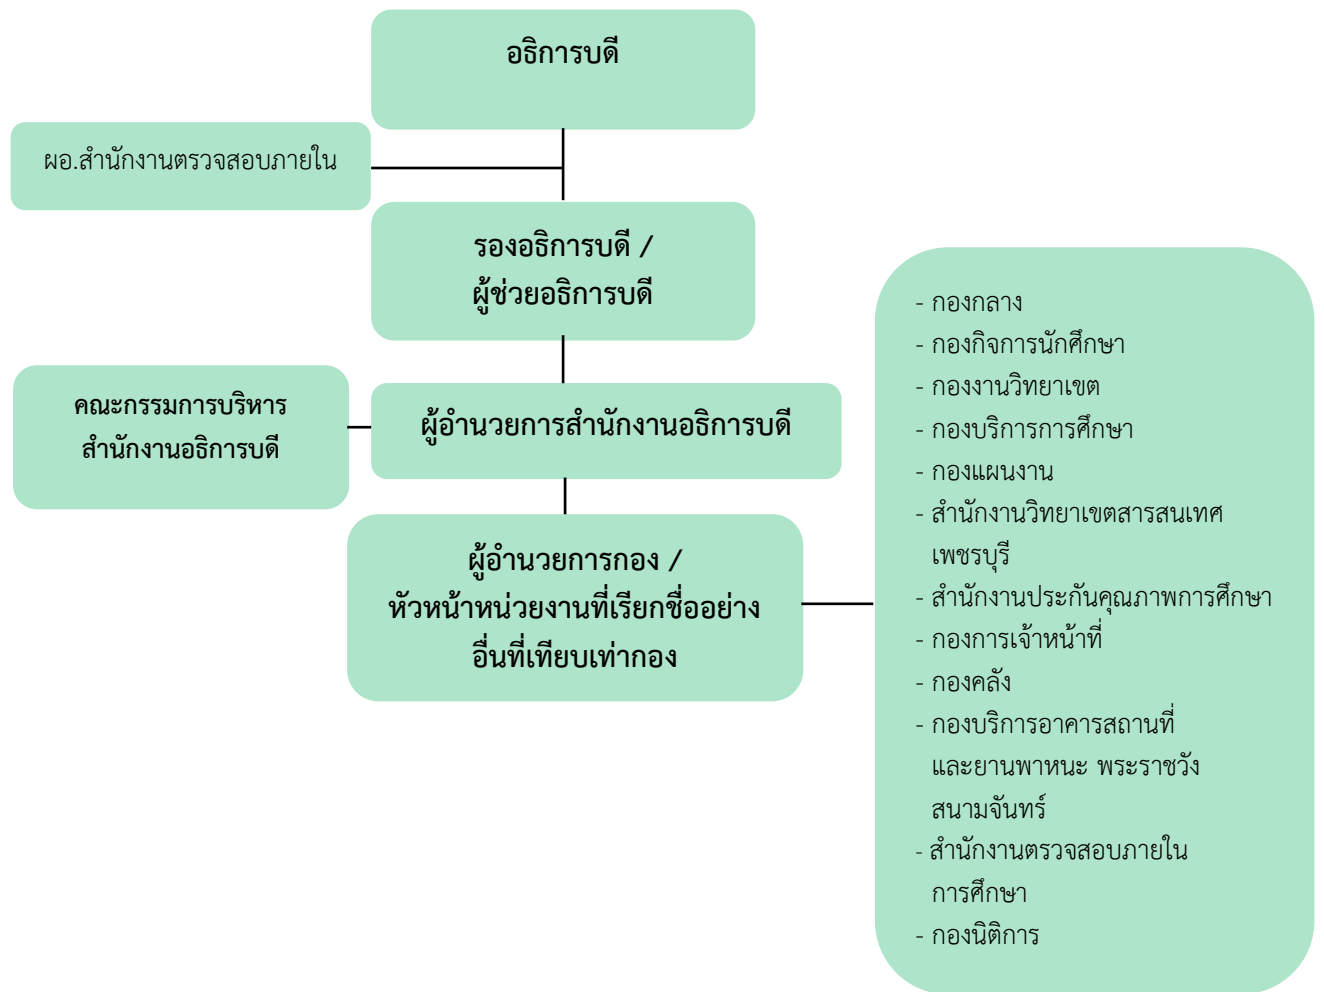 อธิการบดี
ผอ.สำนักงานตรวจสอบภายใน
รองอธิการบดี /
ผู้ช่วยอธิการบดี
คณะกรรมการบริหาร
สำนักงานอธิการบดี
ผู้อำนวยการสำนักงานอธิการบดี
ผู้อำนวยการกอง /
หัวหน้าหน่วยงานที่เรียกชื่ออย่าง
อื่นที่เทียบเท่ากอง
- กองกลาง
- กองกิจการนักศึกษา
- กองงานวิทยาเขต
- กองบริการการศึกษา
- กองแผนงาน
- สำนักงานวิทยาเขตสารสนเทศ
เพชรบุรี
- สำนักงานประกันคุณภาพการศึกษา
- กองการเจ้าหน้าที่
- กองคลัง
- กองบริการอาคารสถานที่
และยานพาหนะ พระราชวัง
สนามจันทร์
- สำนักงานตรวจสอบภายใน
การศึกษา
- กองนิติการ